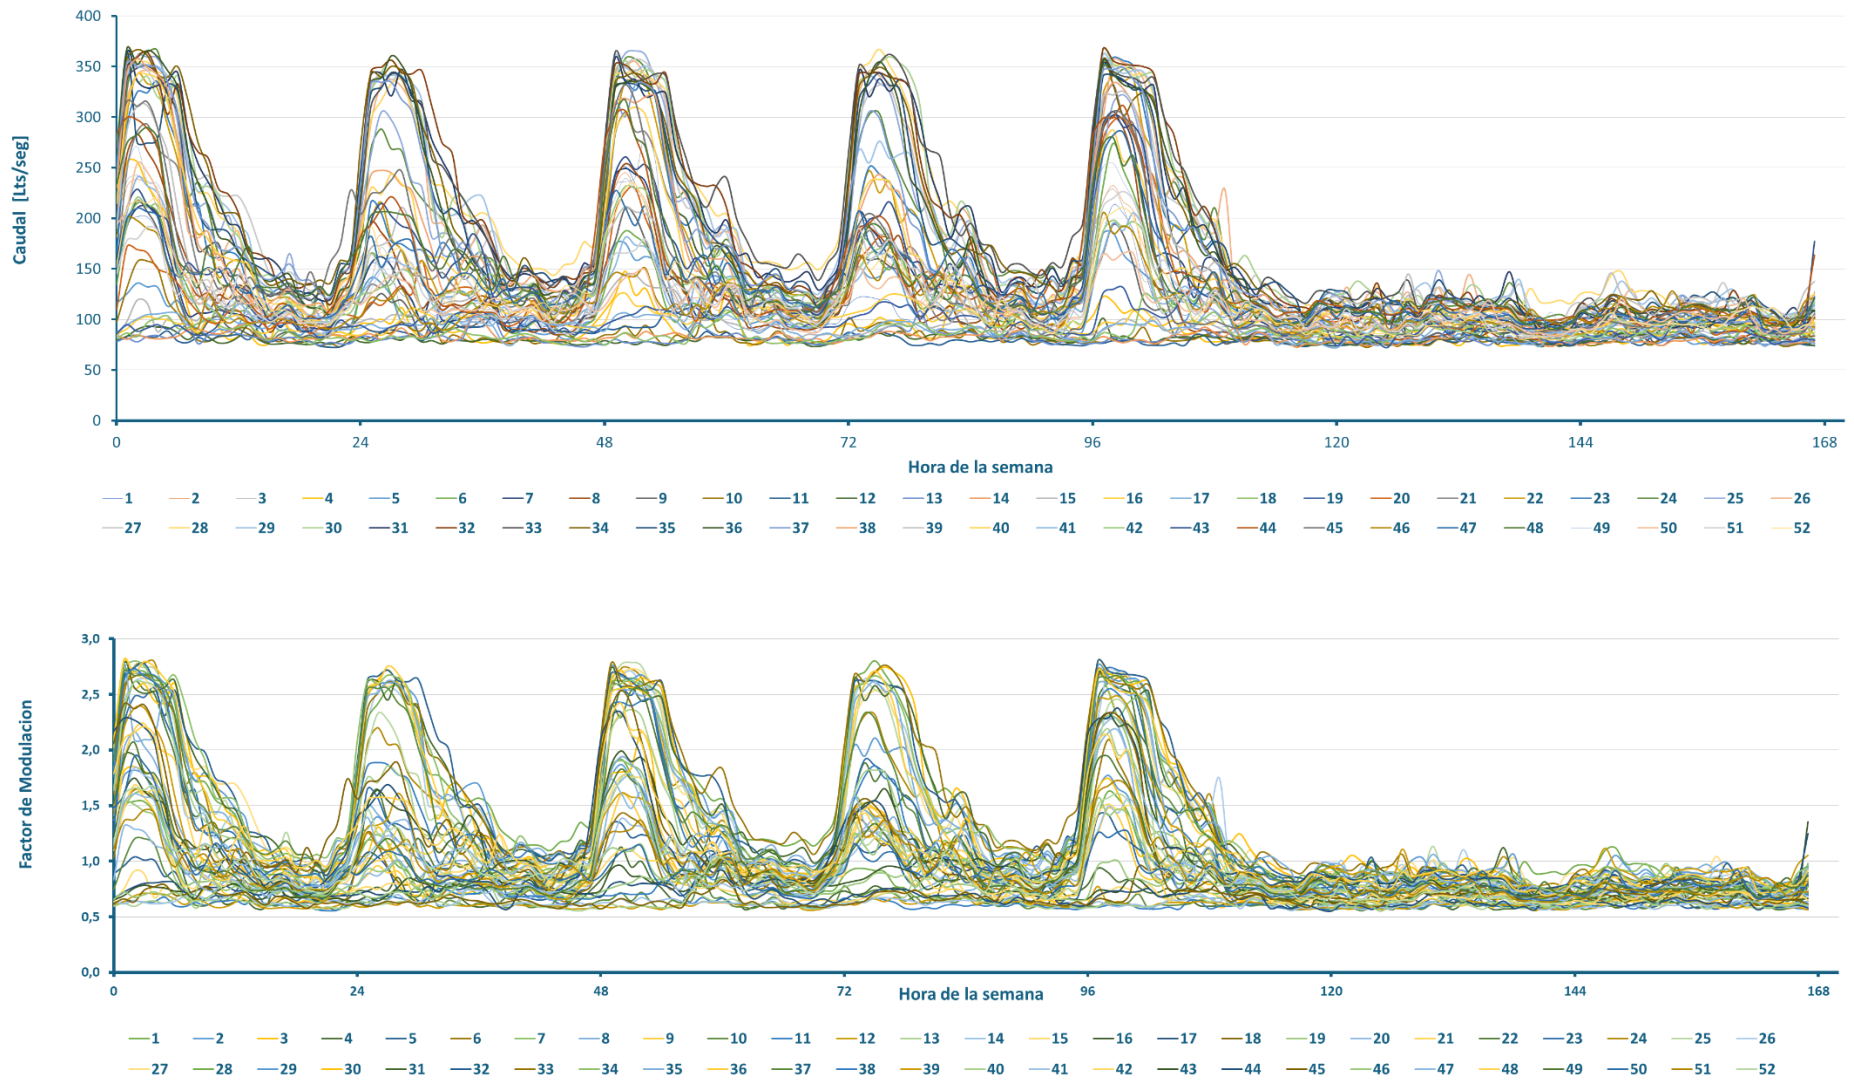 400
350
300
250
200
150
100
50
0
Caudal [Lts/seg]
0 24 48 72 96 120 144 168
Hora de la semana
1 2 3 4 5 6 7 8 9 10 11 12 13 14 15 16 17 18 19 20 21 22 23 24 25 26
27 28 29 30 31 32 33 34 35 36 37 38 39 40 41 42 43 44 45 46 47 48 49 50 51 52
3,0
2,5
2,0
1,5
1,0
0,5
0,0
Factor de Modulacion
0 24 48 72 96 120 144 168
Hora de la semana
1 2 3 4 5 6 7 8 9 10 11 12 13 14 15 16 17 18 19 20 21 22 23 24 25 26
27 28 29 30 31 32 33 34 35 36 37 38 39 40 41 42 43 44 45 46 47 48 49 50 51 52